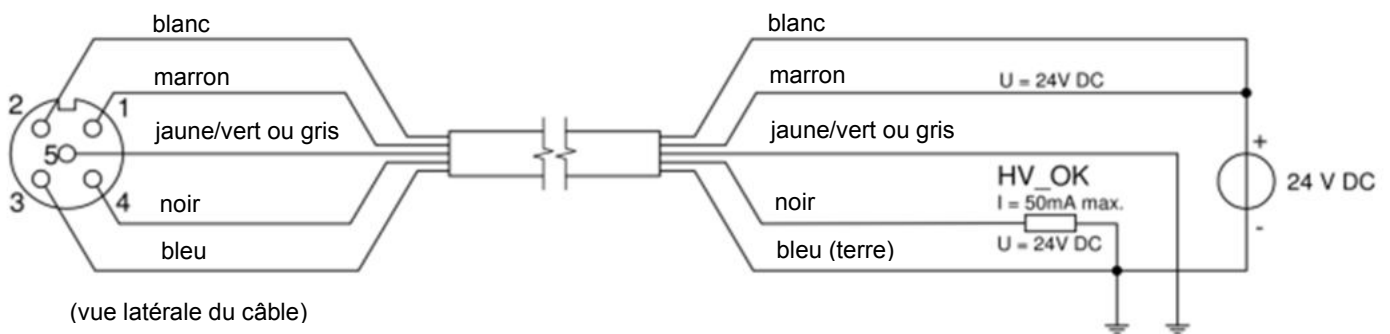 blanc
marron
2
1
jaune/vert ou gris
5
3
4
noir
bleu
(vue latérale du câble)
blanc
marron
U = 24V DC
jaune/vert ou gris
+
24 V DC
-
HV_OK
I = 50mA max.
noir
U = 24V DC
bleu (terre)